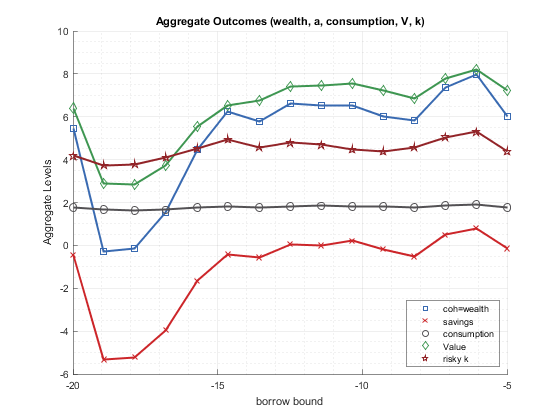 Aggregate Outcomes (wealth, a, consumption, V, k)
10
8
6
4
2
0
-2
-4
-6
Aggregate Levels
-20
-15
-10
-5
borrow bound
coh=wealth
savings
consumption
Value
risky k